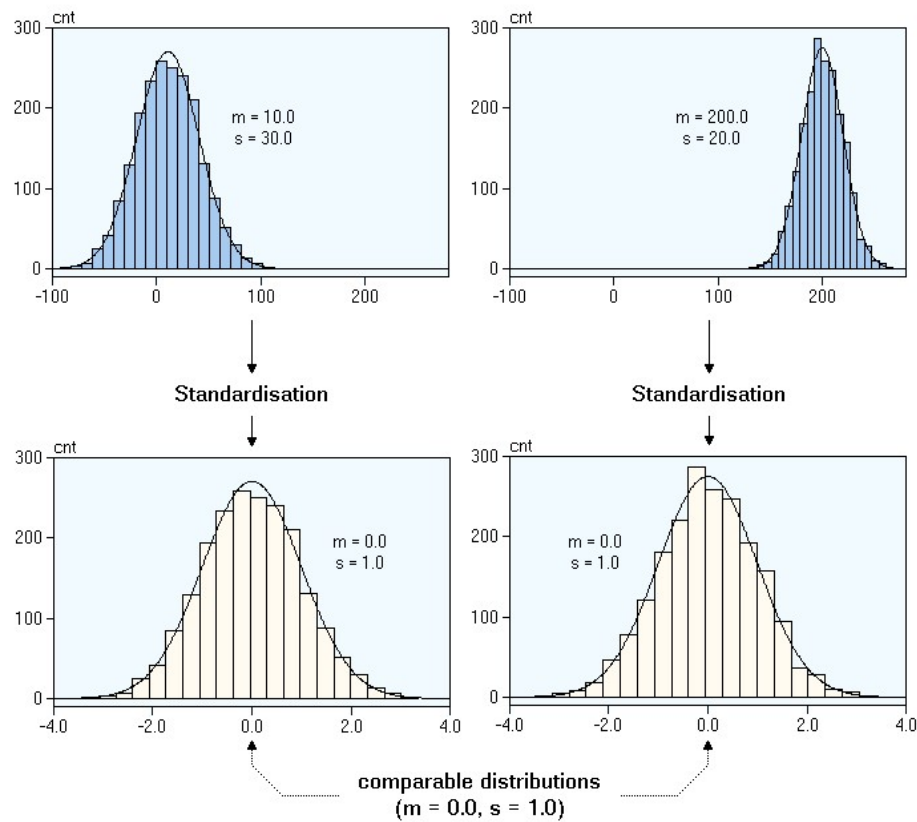 cnt
300
200
100
0
-100 0 100 200
m = 10.0
s = 30.0
cnt
300
200
100
0
-100 0 100 200
m = 200.0
s = 20.0
Standardisation
Standardisation
cnt
300
200
100
0
-4.0 -2.0 0.0 2.0 4.0
m = 0.0
s = 1.0
cnt
300
200
100
0
-4.0 -2.0 0.0 2.0 4.0
m = 0.0
s = 1.0
comparable distributions
(m = 0.0, s = 1.0)